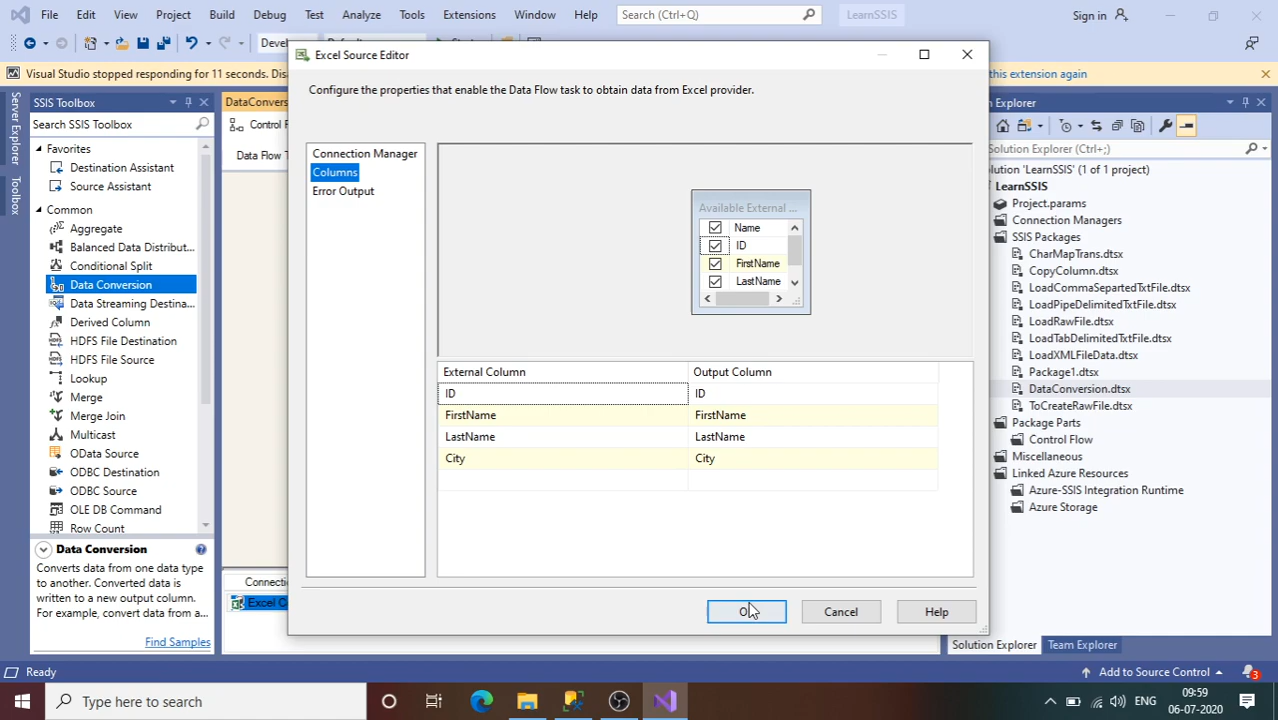 File Edit View Project Build Debug Test Analyze Tools Extensions Window Help Search (Ctrl+Q) LearnSSIS Sign in
Visual Studio stopped responding for 11 seconds. this extension again
SSIS Toolbox
Search SSIS Toolbox
Favorites
Destination Assistant
Source Assistant
Common
Aggregate
Balanced Data Distribut...
Conditional Split
Data Conversion
Data Streaming Destina...
Derived Column
HDFS File Destination
HDFS File Source
Lookup
Merge
Merge Join
Multicast
OData Source
ODBC Destination
ODBC Source
OLE DB Command
Row Count
Data Conversion
Converts data from one data type
to another. Converted data is
written to a new output column.
For example, convert data from a...
Find Samples
Server Explorer
Toolbox
Data Flow T
Excel Source Editor
Configure the properties that enable the Data Flow task to obtain data from Excel provider.
Connection Manager
Columns
Error Output
Available External ...
Name
ID
FirstName
LastName
External Column Output Column
ID ID
FirstName FirstName
LastName LastName
City City
Cancel Help
Explorer
Solution Explorer (Ctrl+;)
olution 'LearnSSIS' (1 of 1 project)
LearnSSIS
Project.params
Connection Managers
SSIS Packages
CharMapTrans.dtsx
CopyColumn.dtsx
LoadCommaSepartedTxtFile.dtsx
LoadPipeDelimitedTxtFile.dtsx
LoadRawFile.dtsx
LoadTabDelimitedTxtFile.dtsx
LoadXMLFileData.dtsx
Package1.dtsx
DataConversion.dtsx
ToCreateRawFile.dtsx
Package Parts
Control Flow
Miscellaneous
Linked Azure Resources
Azure-SSIS Integration Runtime
Azure Storage
Solution Explorer Team Explorer
Ready Add to Source Control 3
Type here to search
ENG
09:59
06-07-2020